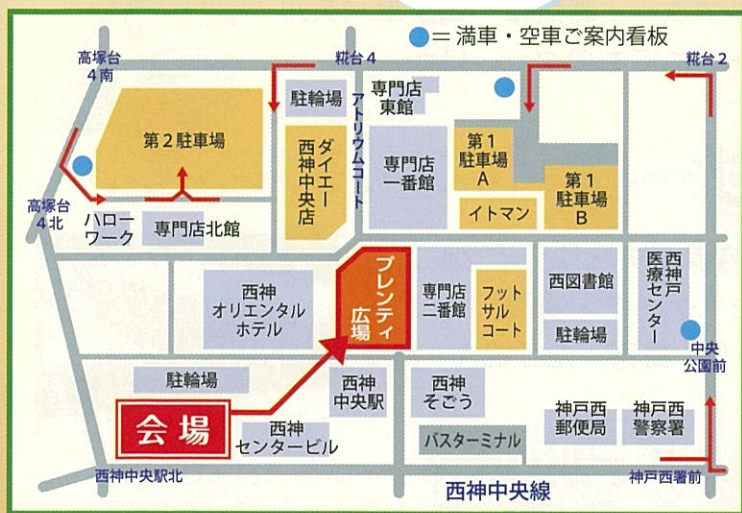 ●＝満車・空車ご案内看板
高塚台
4南
糀台4
糀台2
駐輪場
専門店
東館
アトリウムコート
第2駐車場
ダイエー
西神中央店
専門店
一番館
第1
駐車場
A
第1
駐車場
B
イトマン
高塚台
4北
ハロー
ワーク
専門店北館
プレンティ
広場
西神
オリエンタル
ホテル
専門店
二番館
フット
サル
コート
西図書館
駐輪場
西神戸
医療センター
中央
公園前
駐輪場
西神
中央駅
西神
そごう
会場
西神
センタービル
バスターミナル
神戸西
郵便局
神戸西
警察署
西神中央駅北
西神中央線
神戸西署前